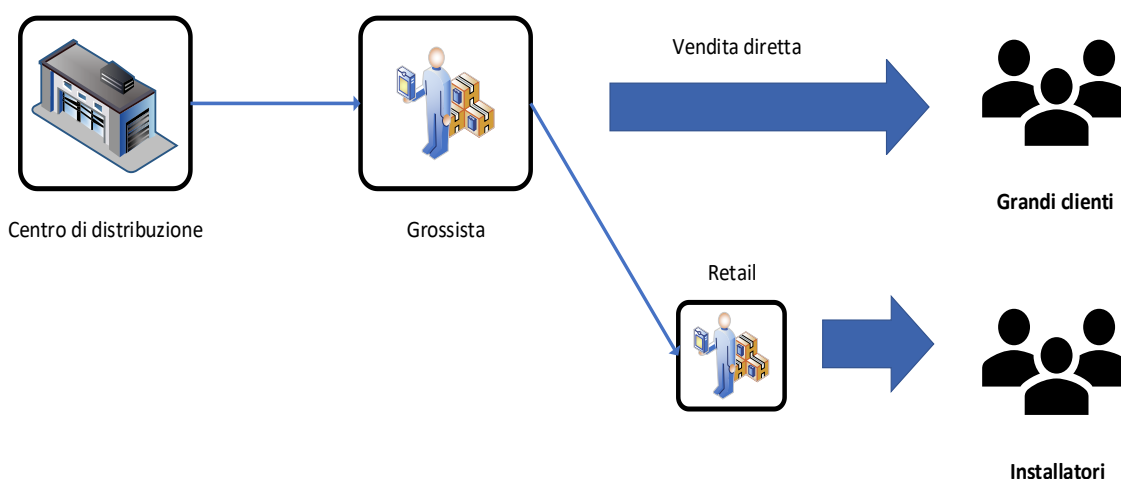 Vendita diretta
Grandi clienti
Centro di distribuzione
Grossista
Retail
Installatori